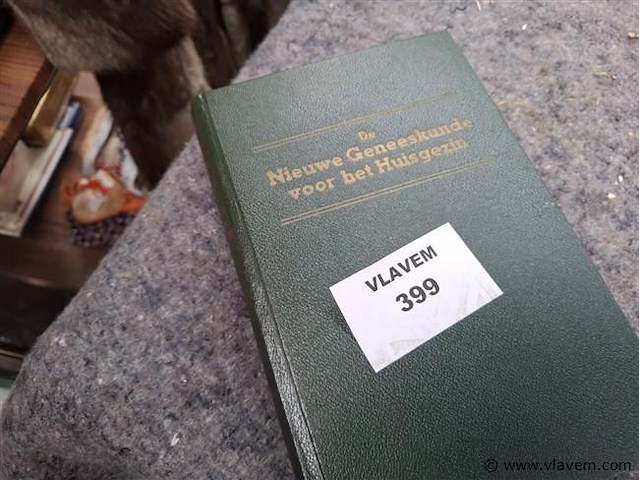 De
Nieuwe Geneeskunde
voor het Huisgezin
VLAVEM
399
© www.vlavem.com